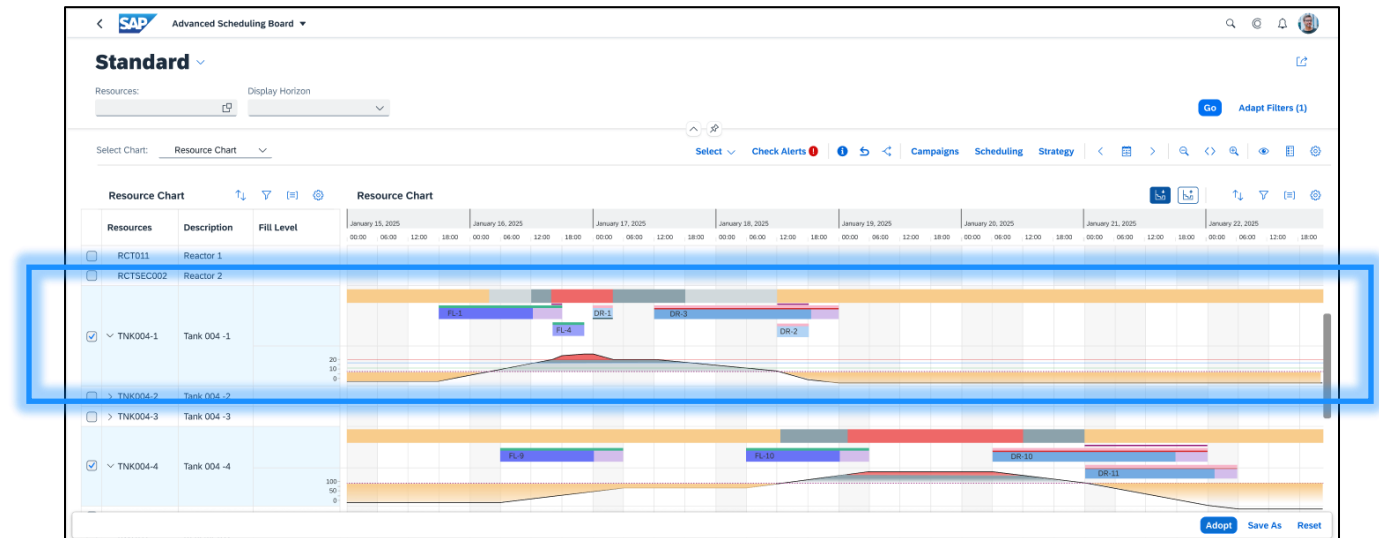 SAP Advanced Scheduling Board
Standard
Resources: Display Horizon
Go Adapt Filters (1)
Select Chart: Resource Chart Select Check Alerts Campaigns Scheduling Strategy
Resource Chart Resource Chart
Resources Description Fill Level January 15, 2025 January 16, 2025 January 17, 2025 January 18, 2025 January 19, 2025 January 20, 2025 January 21, 2025 January 22, 2025
00:00 06:00 12:00 18:00 00:00 06:00 12:00 18:00 00:00 06:00 12:00 18:00 00:00 06:00 12:00 18:00 00:00 06:00 12:00 18:00 00:00 06:00 12:00 18:00 00:00 06:00 12:00 18:00 00:00 06:00 12:00 18:00
RCT011 Reactor 1
RCTSEC002 Reactor 2
FL-1 DR-1 DR-3
FL-4 DR-2
TNK004-1 Tank 004 -1
20
10
0
TNK004-2 Tank 004 -2
TNK004-3 Tank 004 -3
FL-9 FL-10 DR-10
TNK004-4 Tank 004 -4
DR-11
100
50
0
Adopt Save As Reset